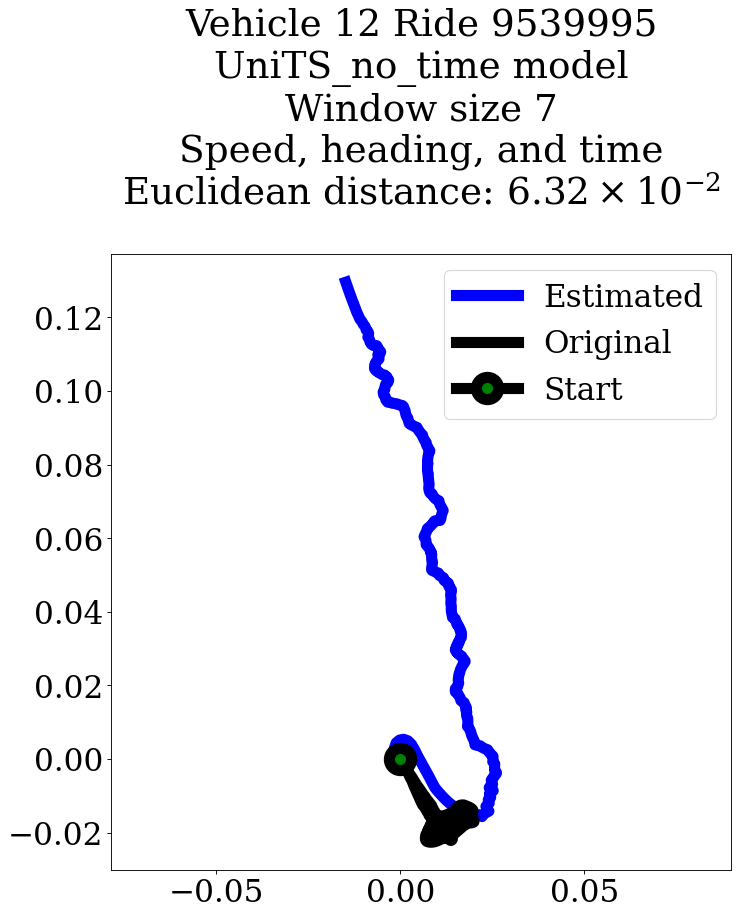 Vehicle 12 Ride 9539995
UniTS_no_time model
Window size 7
Speed, heading, and time
Euclidean distance: 6.32 × 10⁻²
Estimated
Original
Start
0.12
0.10
0.08
0.06
0.04
0.02
0.00
−0.02
−0.05
0.00
0.05